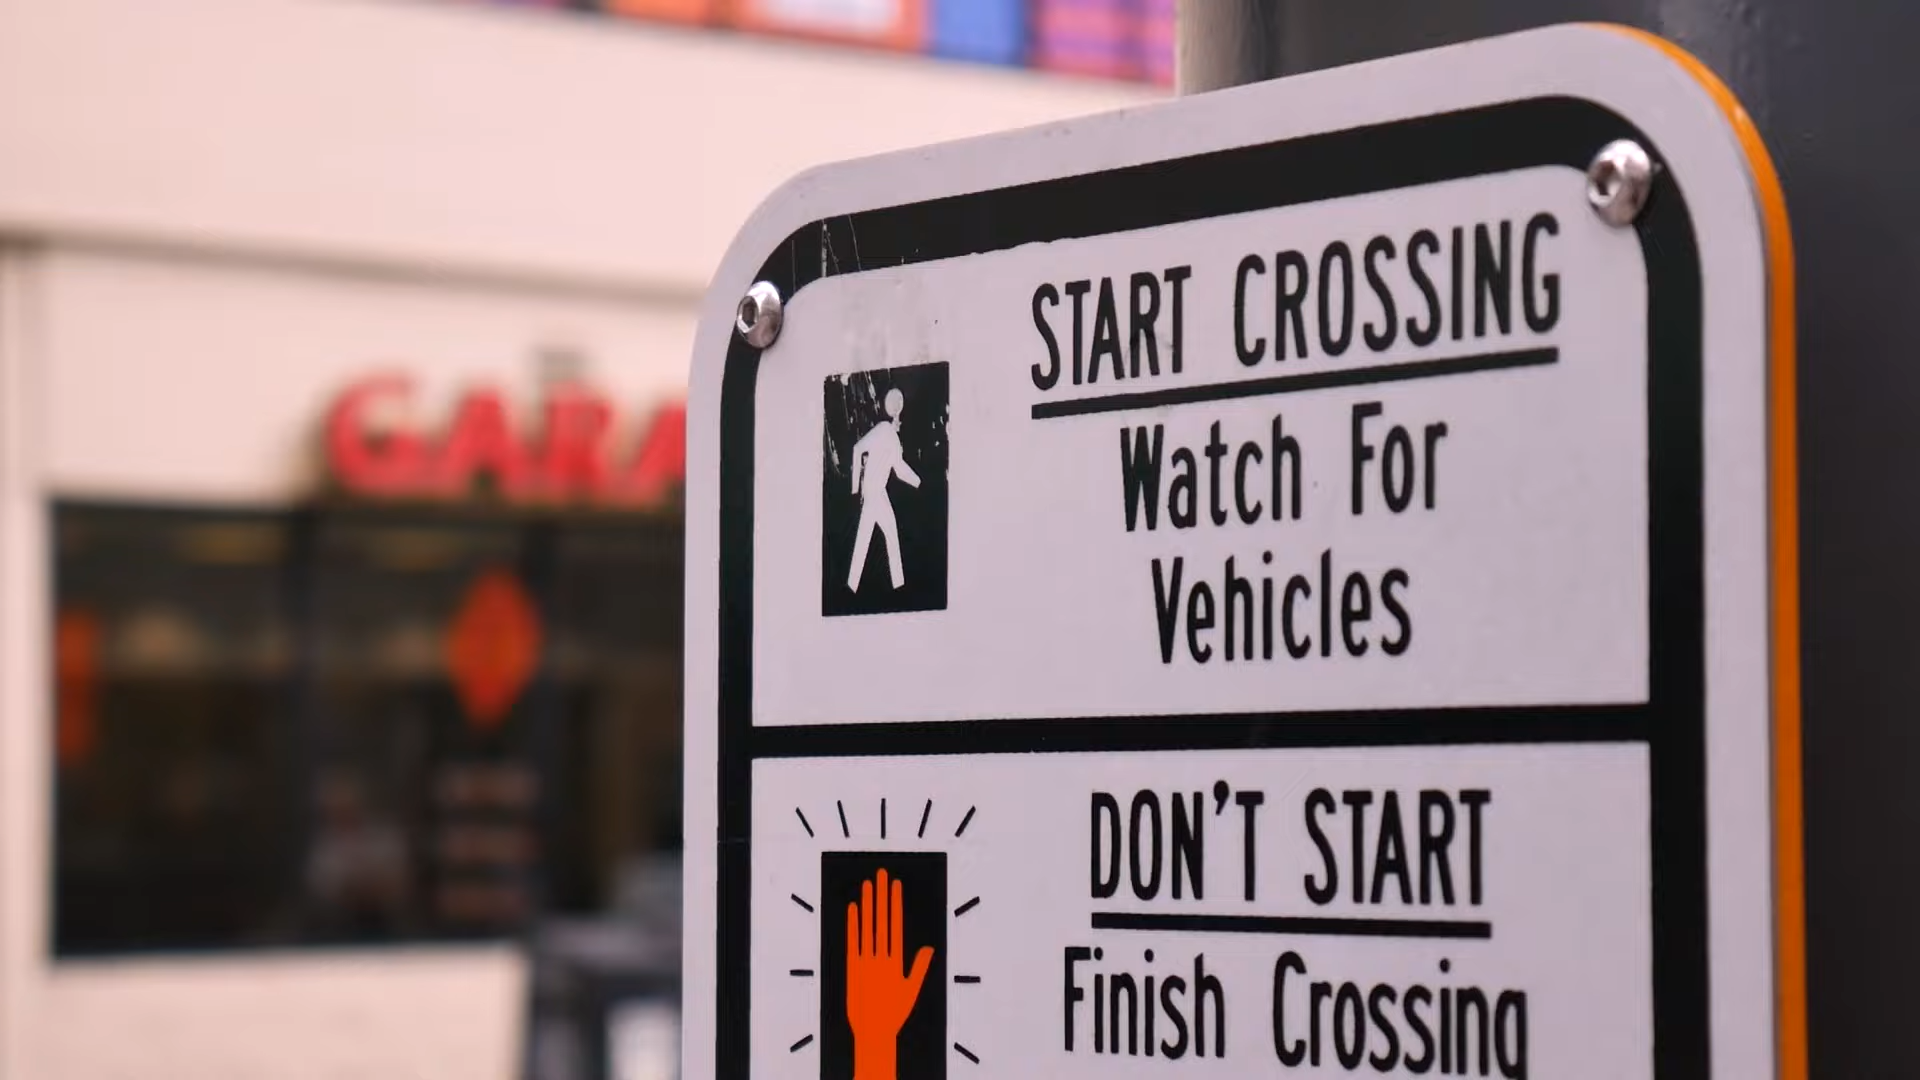 GARA
START CROSSING
Watch For
Vehicles
DON'T START
Finish Crossing